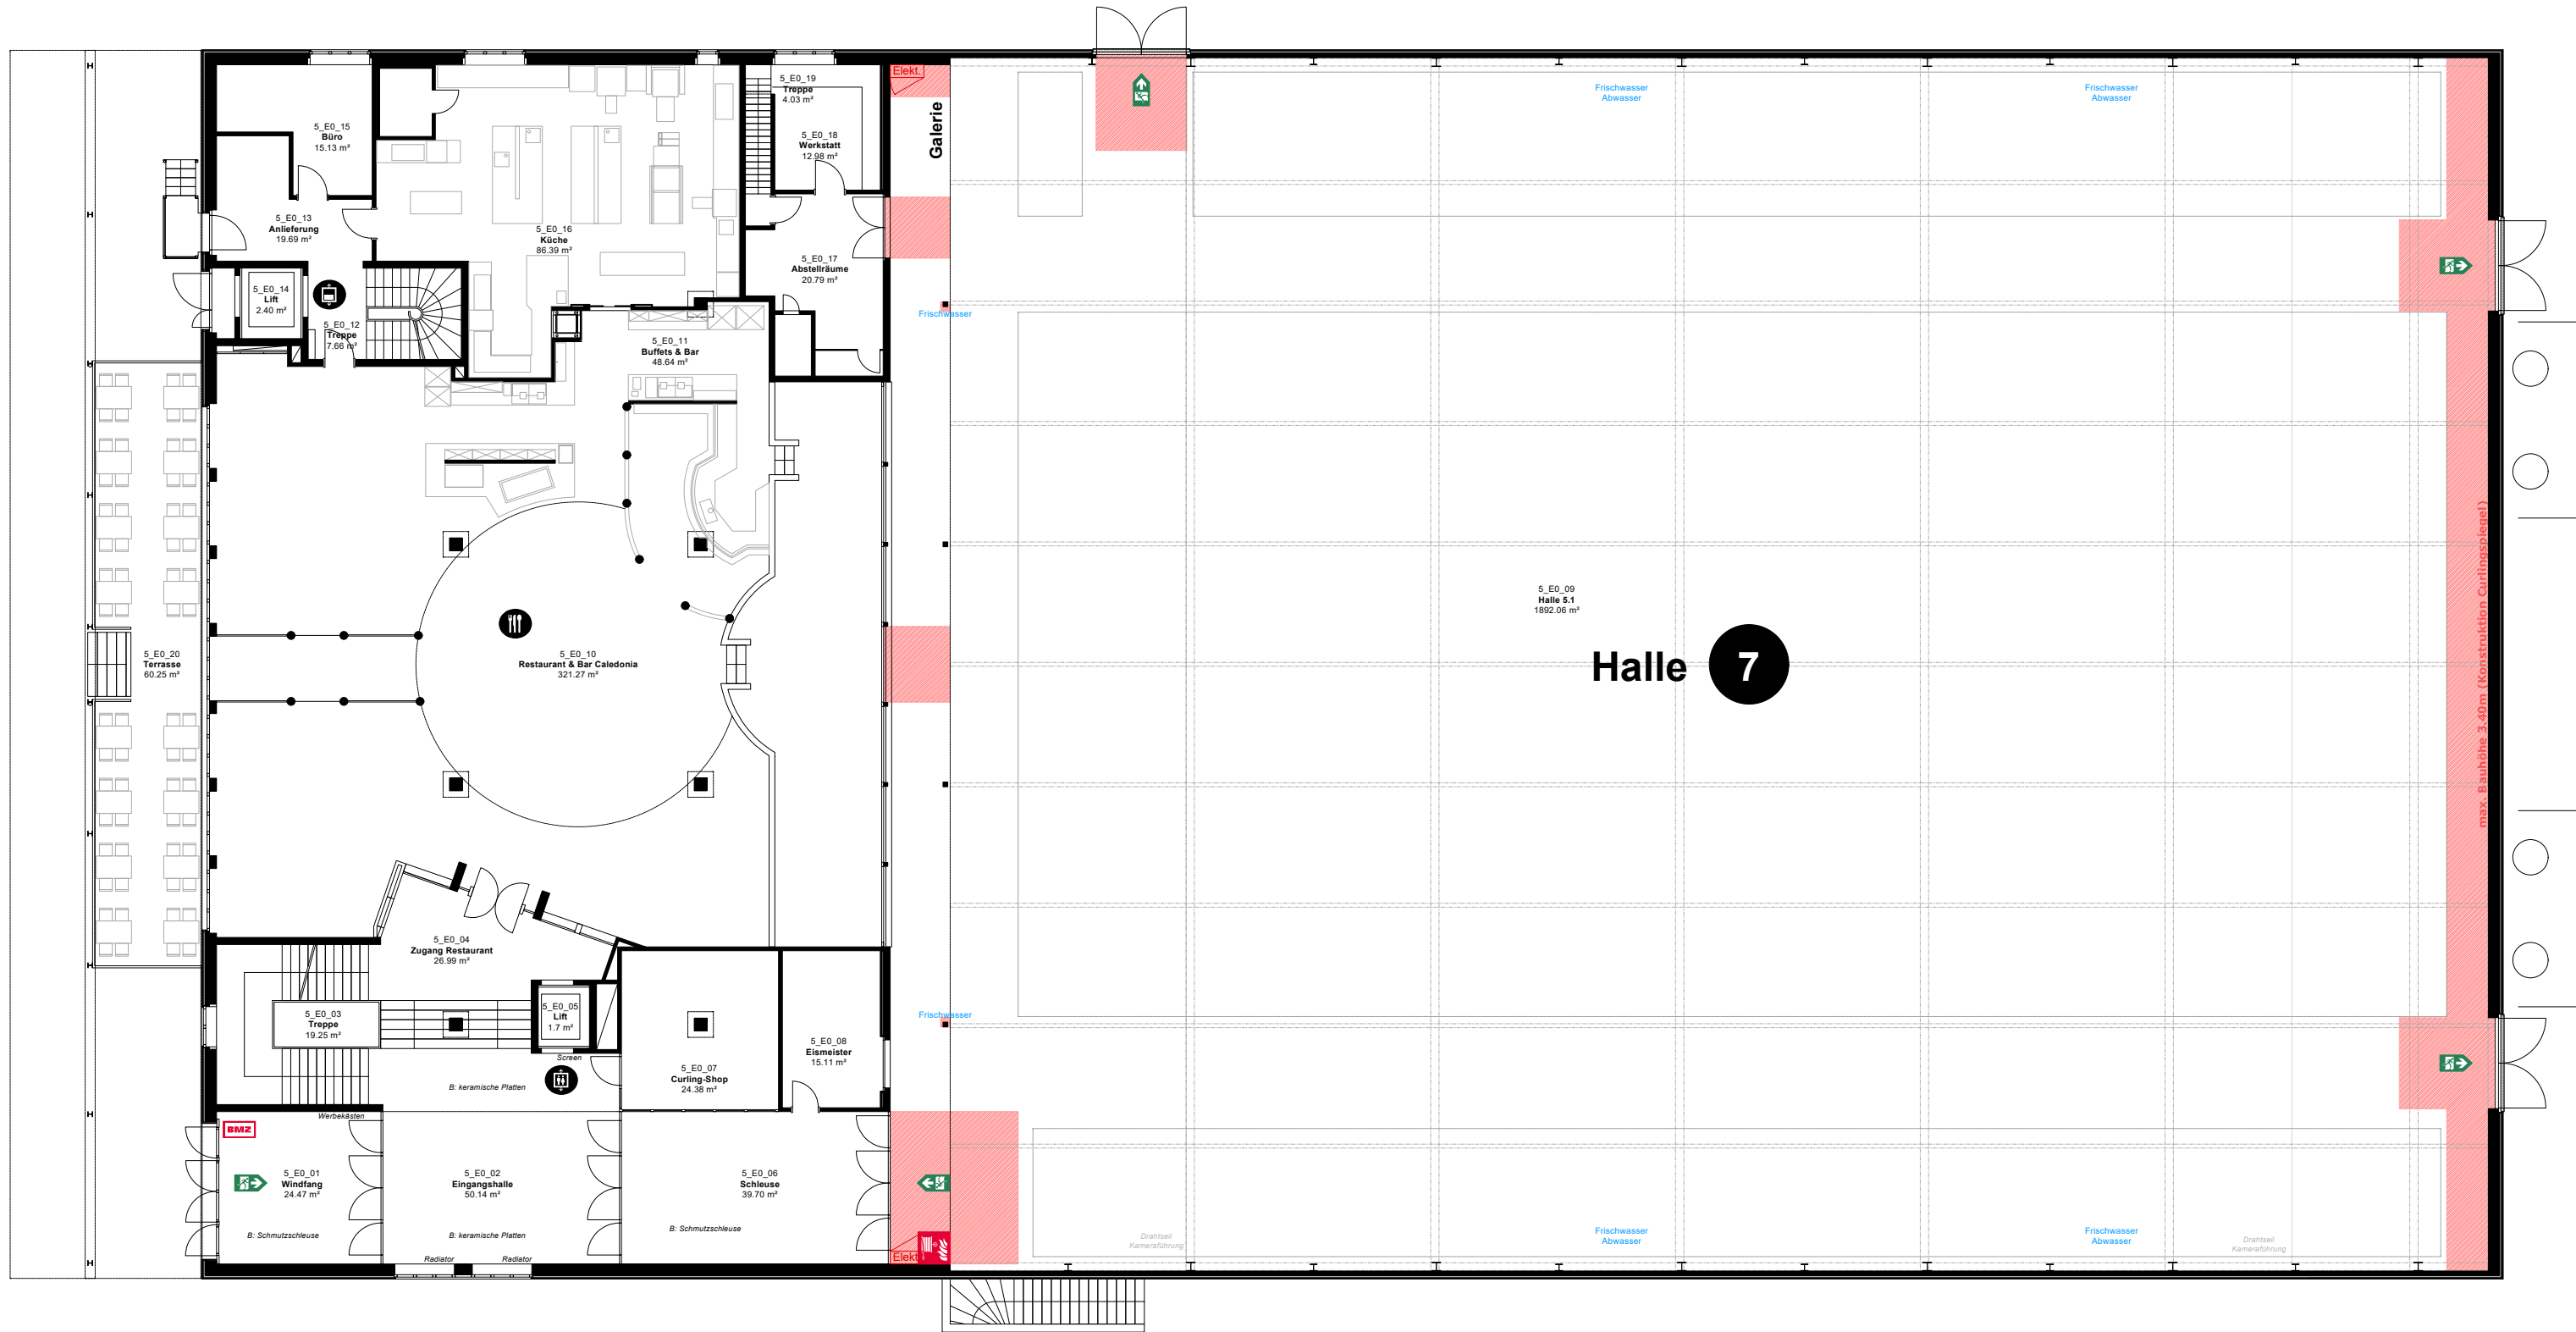 Elekt.
5_E0_19
Treppe
4.03 m²
Frischwasser
Abwasser
Frischwasser
Abwasser
Galerie
5_E0_15
Büro
15.13 m²
5_E0_18
Werkstatt
12.98 m²
5_E0_13
Anlieferung
19.69 m²
5_E0_16
Küche
86.39 m²
5_E0_17
Abstellräume
20.79 m²
5_E0_14
Lift
2.40 m²
5_E0_12
Treppe
7.66 m²
Frischwasser
5_E0_11
Buffets & Bar
48.64 m²
5_E0_09
Halle 5.1
1892.06 m²
Halle 7
max. Bauhöhe 3.40m (Konstruktion Curlingspiegel)
5_E0_20
Terrasse
60.25 m²
5_E0_10
Restaurant & Bar Caledonia
321.27 m²
5_E0_04
Zugang Restaurant
26.99 m²
5_E0_03
Treppe
19.25 m²
5_E0_05
Lift
1.7 m²
Frischwasser
5_E0_08
Eismeister
15.11 m²
Screen
5_E0_07
Curling-Shop
24.38 m²
B: keramische Platten
Werbekästen
BMZ
5_E0_01
Windfang
24.47 m²
5_E0_02
Eingangshalle
50.14 m²
5_E0_06
Schleuse
39.70 m²
B: Schmutzschleuse
B: keramische Platten
B: Schmutzschleuse
Radiator
Radiator
Elekt.
Drahtseil
Kameraführung
Frischwasser
Abwasser
Frischwasser
Abwasser
Drahtseil
Kameraführung